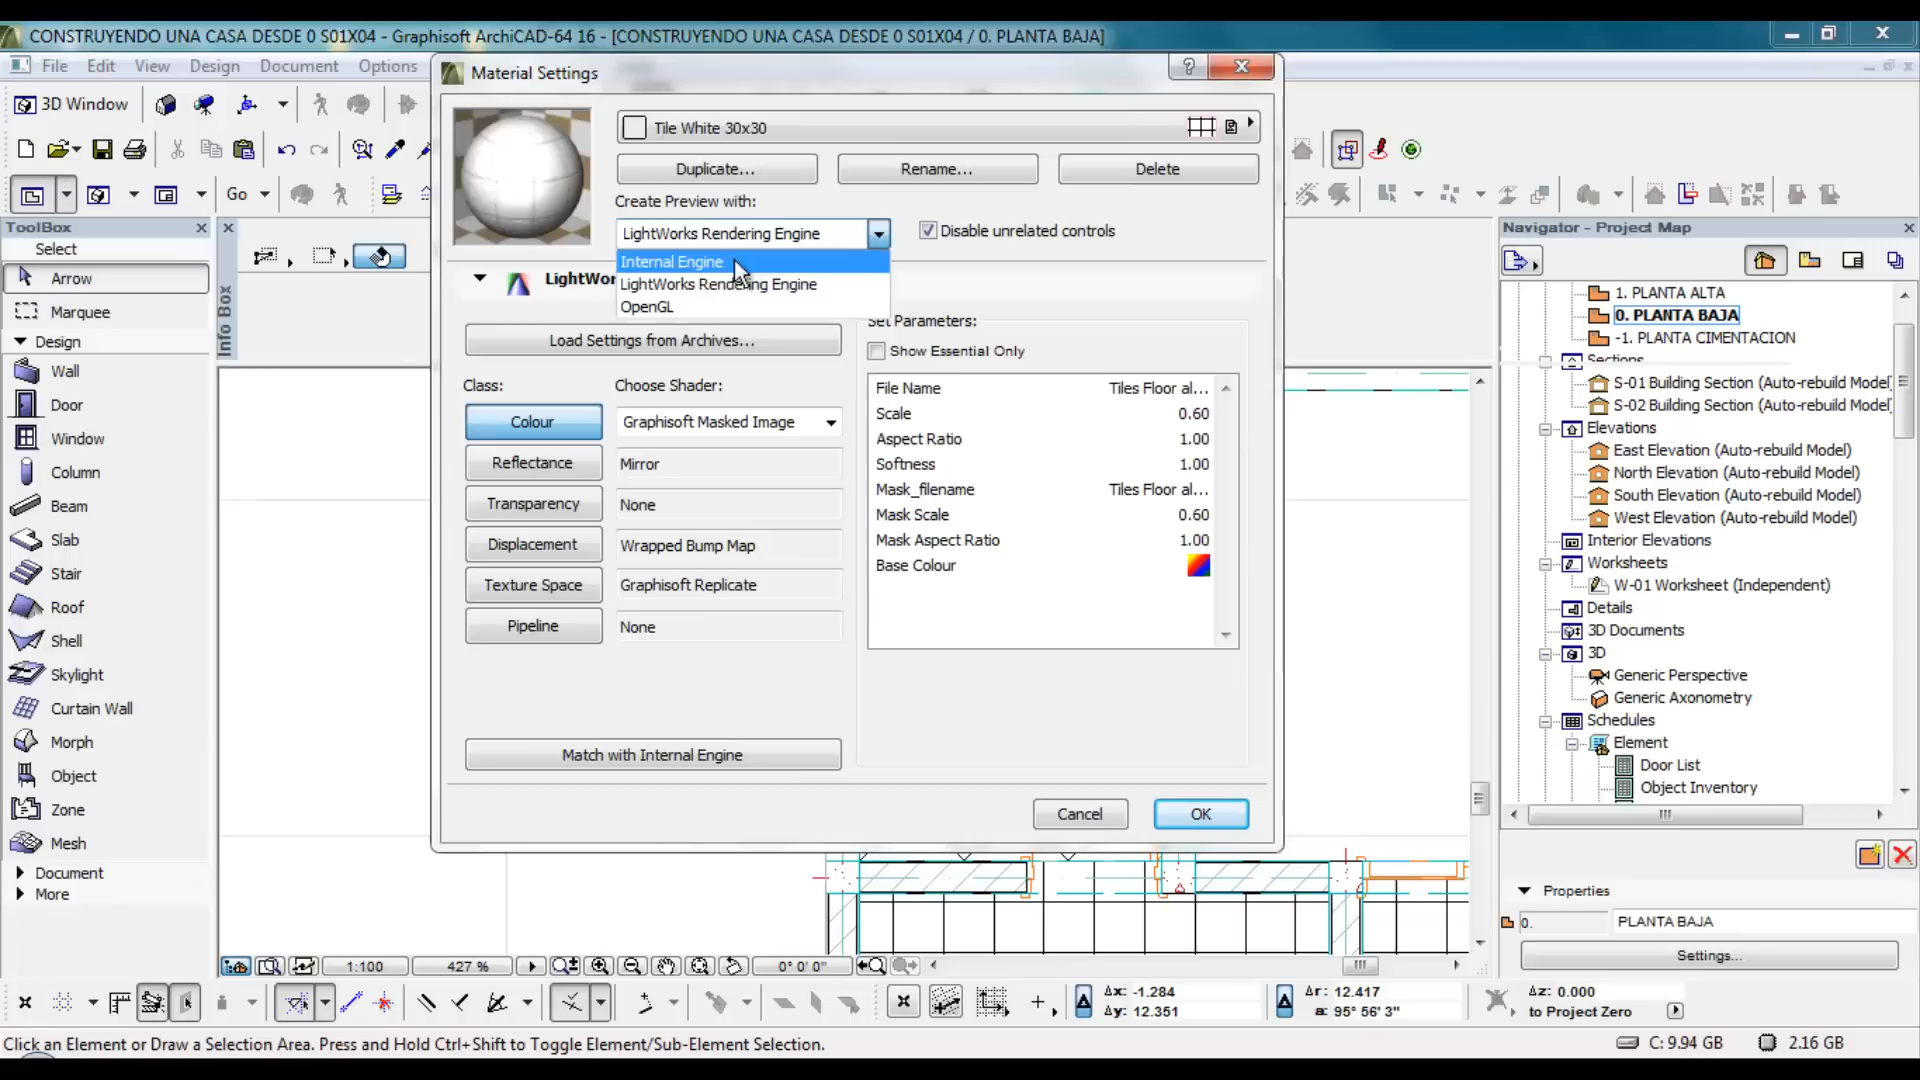 CONSTRUYENDO UNA CASA DESDE 0 S01X04 - Graphisoft ArchiCAD-64 16 - [CONSTRUYENDO UNA CASA DESDE 0 S01X04 / 0. PLANTA BAJA]
File Edit View Design Document Options
Material Settings
3D Window
Tile White 30x30
Duplicate... Rename... Delete
Go
Create Preview with:
LightWorks Rendering Engine
Disable unrelated controls
Internal Engine
LightWorks Rendering Engine
OpenGL
LightWor
Load Settings from Archives...
Set Parameters:
Show Essential Only
Class:
Choose Shader:
Colour Graphisoft Masked Image
Reflectance Mirror
Transparency None
Displacement Wrapped Bump Map
Texture Space Graphisoft Replicate
Pipeline None
File Name Tiles Floor al...
Scale 0.60
Aspect Ratio 1.00
Softness 1.00
Mask_filename Tiles Floor al...
Mask Scale 0.60
Mask Aspect Ratio 1.00
Base Colour
Match with Internal Engine
Cancel OK
ToolBox
Select
Arrow
Marquee
Design
Wall
Door
Window
Column
Beam
Slab
Stair
Roof
Shell
Skylight
Curtain Wall
Morph
Object
Zone
Mesh
Document
More
Info Box
Navigator - Project Map
1. PLANTA ALTA
0. PLANTA BAJA
-1. PLANTA CIMENTACION
Sections
S-01 Building Section (Auto-rebuild Model)
S-02 Building Section (Auto-rebuild Model)
Elevations
East Elevation (Auto-rebuild Model)
North Elevation (Auto-rebuild Model)
South Elevation (Auto-rebuild Model)
West Elevation (Auto-rebuild Model)
Interior Elevations
Worksheets
W-01 Worksheet (Independent)
Details
3D Documents
3D
Generic Perspective
Generic Axonometry
Schedules
Element
Door List
Object Inventory
Properties
0. PLANTA BAJA
Settings...
1:100 427 % 0° 0' 0"
Δx: -1.284
Δy: 12.351
Δr: 12.417
a: 95° 56' 3"
Δz: 0.000
to Project Zero
Click an Element or Draw a Selection Area. Press and Hold Ctrl+Shift to Toggle Element/Sub-Element Selection.
C: 9.94 GB 2.16 GB